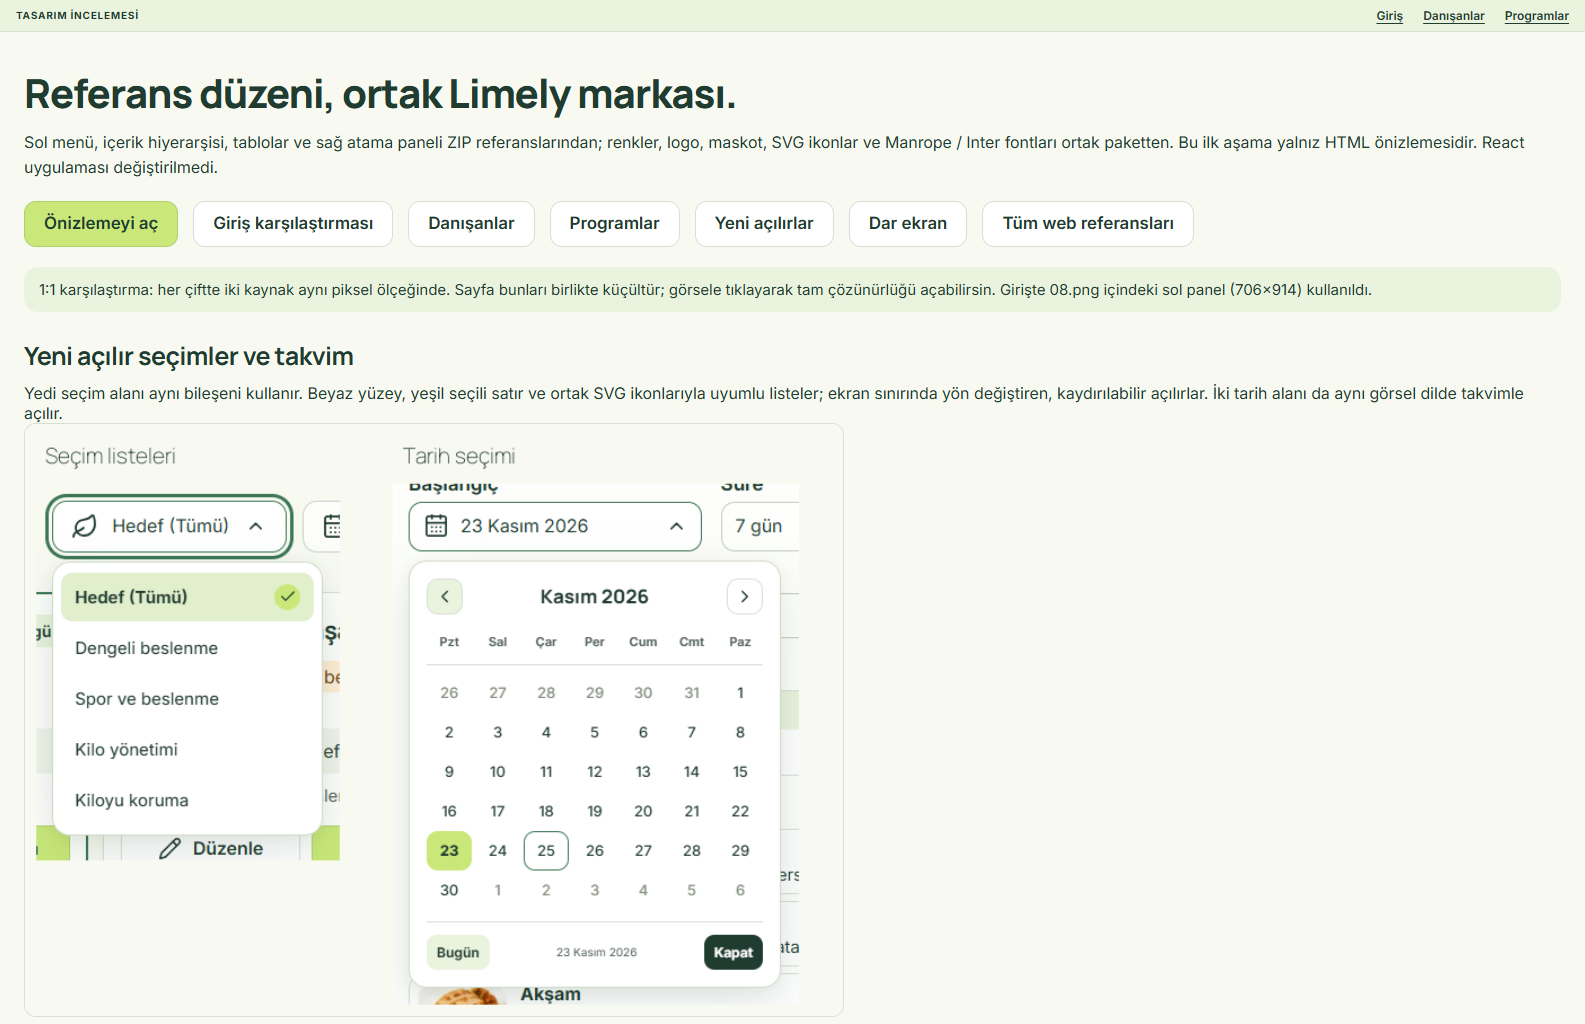 TASARIM İNCELEMESİ
Giriş Danışanlar Programlar
Referans düzeni, ortak Limely markası.
Sol menü, içerik hiyerarşisi, tablolar ve sağ atama paneli ZIP referanslarından; renkler, logo, maskot, SVG ikonlar ve Manrope / Inter fontları ortak paketten. Bu ilk aşama yalnız HTML önizlemesidir. React
uygulaması değiştirilmedi.
Önizlemeyi aç Giriş karşılaştırması Danışanlar Programlar Yeni açılırlar Dar ekran Tüm web referansları
1:1 karşılaştırma: her çiftte iki kaynak aynı piksel ölçeğinde. Sayfa bunları birlikte küçültür; görsele tıklayarak tam çözünürlüğü açabilirsin. Girişte 08.png içindeki sol panel (706×914) kullanıldı.
Yeni açılır seçimler ve takvim
Yedi seçim alanı aynı bileşeni kullanır. Beyaz yüzey, yeşil seçili satır ve ortak SVG ikonlarıyla uyumlu listeler; ekran sınırında yön değiştiren, kaydırılabilir açılırlar. İki tarih alanı da aynı görsel dilde takvimle
açılır.
Seçim listeleri
Hedef (Tümü)
Hedef (Tümü)
Dengeli beslenme
Spor ve beslenme
Kilo yönetimi
Kiloyu koruma
Düzenle
Tarih seçimi
Başlangıç Süre
23 Kasım 2026 7 gün
Kasım 2026
Pzt Sal Çar Per Cum Cmt Paz
26 27 28 29 30 31 1
2 3 4 5 6 7 8
9 10 11 12 13 14 15
16 17 18 19 20 21 22
23 24 25 26 27 28 29
30 1 2 3 4 5 6
Bugün 23 Kasım 2026 Kapat
Akşam